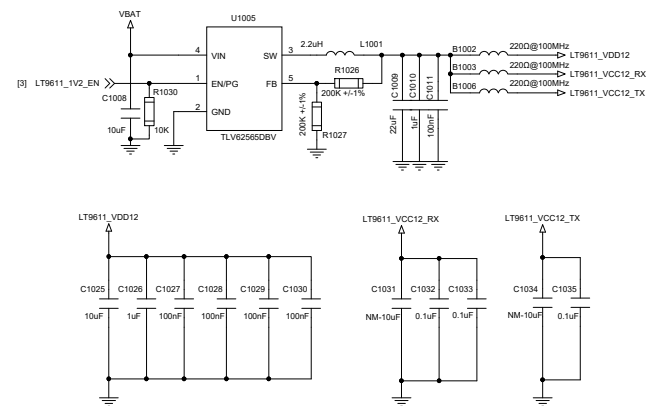 VBAT
U1005
4 VIN
SW 3
2.2uH L1001
B1002 220Ω@100MHz
LT9611_VDD12
B1003 220Ω@100MHz
LT9611_VCC12_RX
B1006 220Ω@100MHz
LT9611_VCC12_TX
[3] LT9611_1V2_EN
1 EN/PG
FB 5
R1026
200K +/-1%
R1030
10K
C1008
10uF
2 GND
TLV62565DBV
200K +/-1%
R1027
C1009
22uF
C1010
1uF
C1011
100nF
LT9611_VDD12
C1025 C1026 C1027 C1028 C1029 C1030
10uF 1uF 100nF 100nF 100nF 100nF
LT9611_VCC12_RX
C1031 C1032 C1033
NM-10uF 0.1uF 0.1uF
LT9611_VCC12_TX
C1034 C1035
NM-10uF 0.1uF